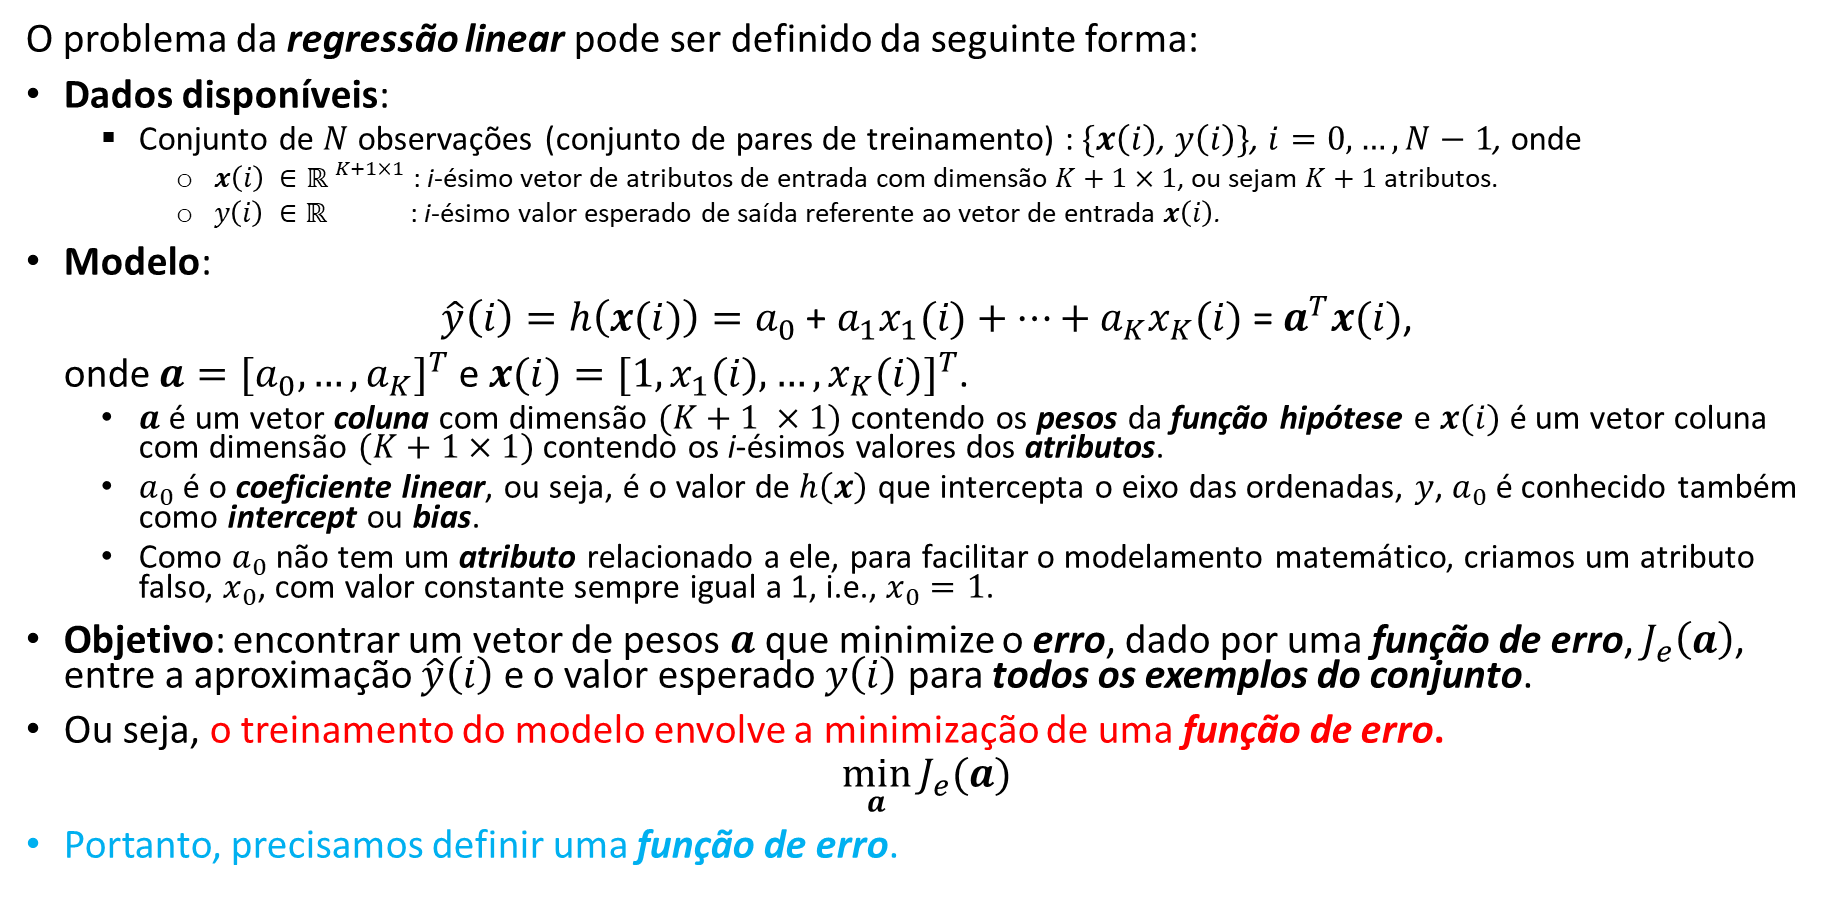 O problema da regressão linear pode ser definido da seguinte forma:
• Dados disponíveis:
▪ Conjunto de N observações (conjunto de pares de treinamento) : {x(i), y(i)}, i = 0, … , N − 1, onde
○ x(i) ∈ ℝ^{K+1×1} : i-ésimo vetor de atributos de entrada com dimensão K + 1 × 1, ou sejam K + 1 atributos.
○ y(i) ∈ ℝ : i-ésimo valor esperado de saída referente ao vetor de entrada x(i).
• Modelo:
ŷ(i) = h(x(i)) = a₀ + a₁x₁(i) + ⋯ + a_K x_K(i) = aᵀx(i),
onde a = [a₀, … , a_K]ᵀ e x(i) = [1, x₁(i), … , x_K(i)]ᵀ.
• a é um vetor coluna com dimensão (K + 1 × 1) contendo os pesos da função hipótese e x(i) é um vetor coluna
com dimensão (K + 1 × 1) contendo os i-ésimos valores dos atributos.
• a₀ é o coeficiente linear, ou seja, é o valor de h(x) que intercepta o eixo das ordenadas, y, a₀ é conhecido também
como intercept ou bias.
• Como a₀ não tem um atributo relacionado a ele, para facilitar o modelamento matemático, criamos um atributo
falso, x₀, com valor constante sempre igual a 1, i.e., x₀ = 1.
• Objetivo: encontrar um vetor de pesos a que minimize o erro, dado por uma função de erro, Jₑ(a),
entre a aproximação ŷ(i) e o valor esperado y(i) para todos os exemplos do conjunto.
• Ou seja, o treinamento do modelo envolve a minimização de uma função de erro.
min Jₑ(a)
a
• Portanto, precisamos definir uma função de erro.